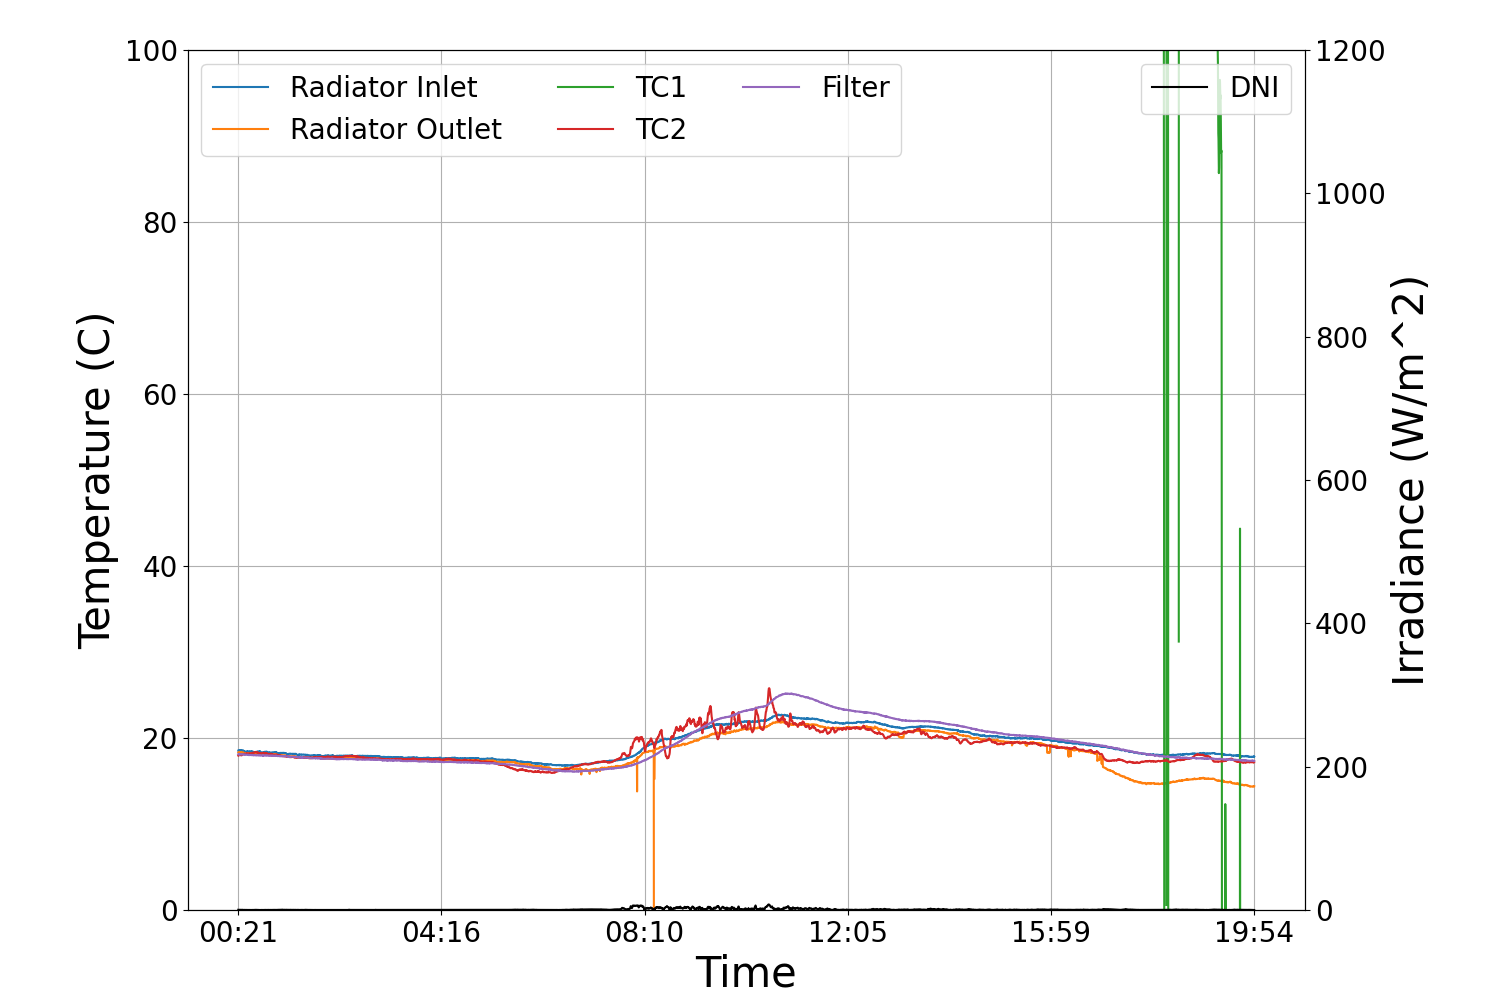 100
80
60
40
20
0
Temperature (C)
Radiator Inlet
Radiator Outlet
TC1
TC2
Filter
DNI
1200
1000
800
600
400
200
0
Irradiance (W/m^2)
00:21 04:16 08:10 12:05 15:59 19:54
Time